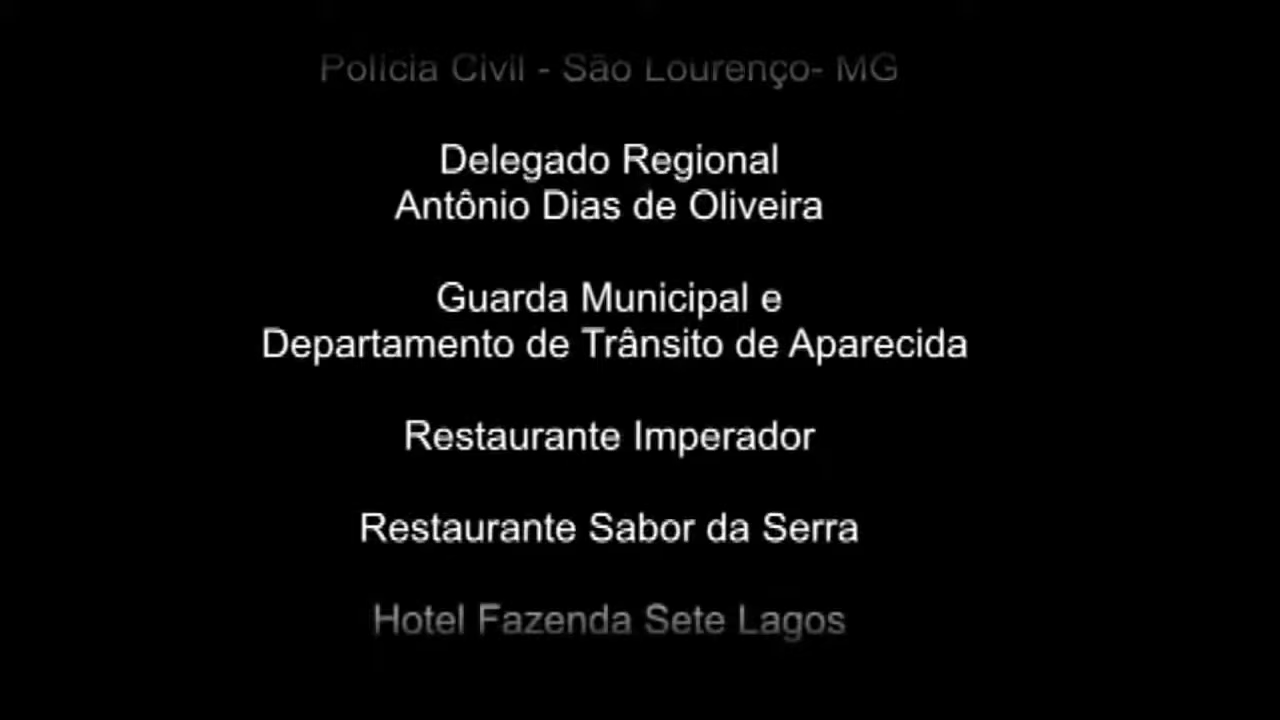 Polícia Civil - São Lourenço- MG
Delegado Regional
Antônio Dias de Oliveira
Guarda Municipal e
Departamento de Trânsito de Aparecida
Restaurante Imperador
Restaurante Sabor da Serra
Hotel Fazenda Sete Lagos